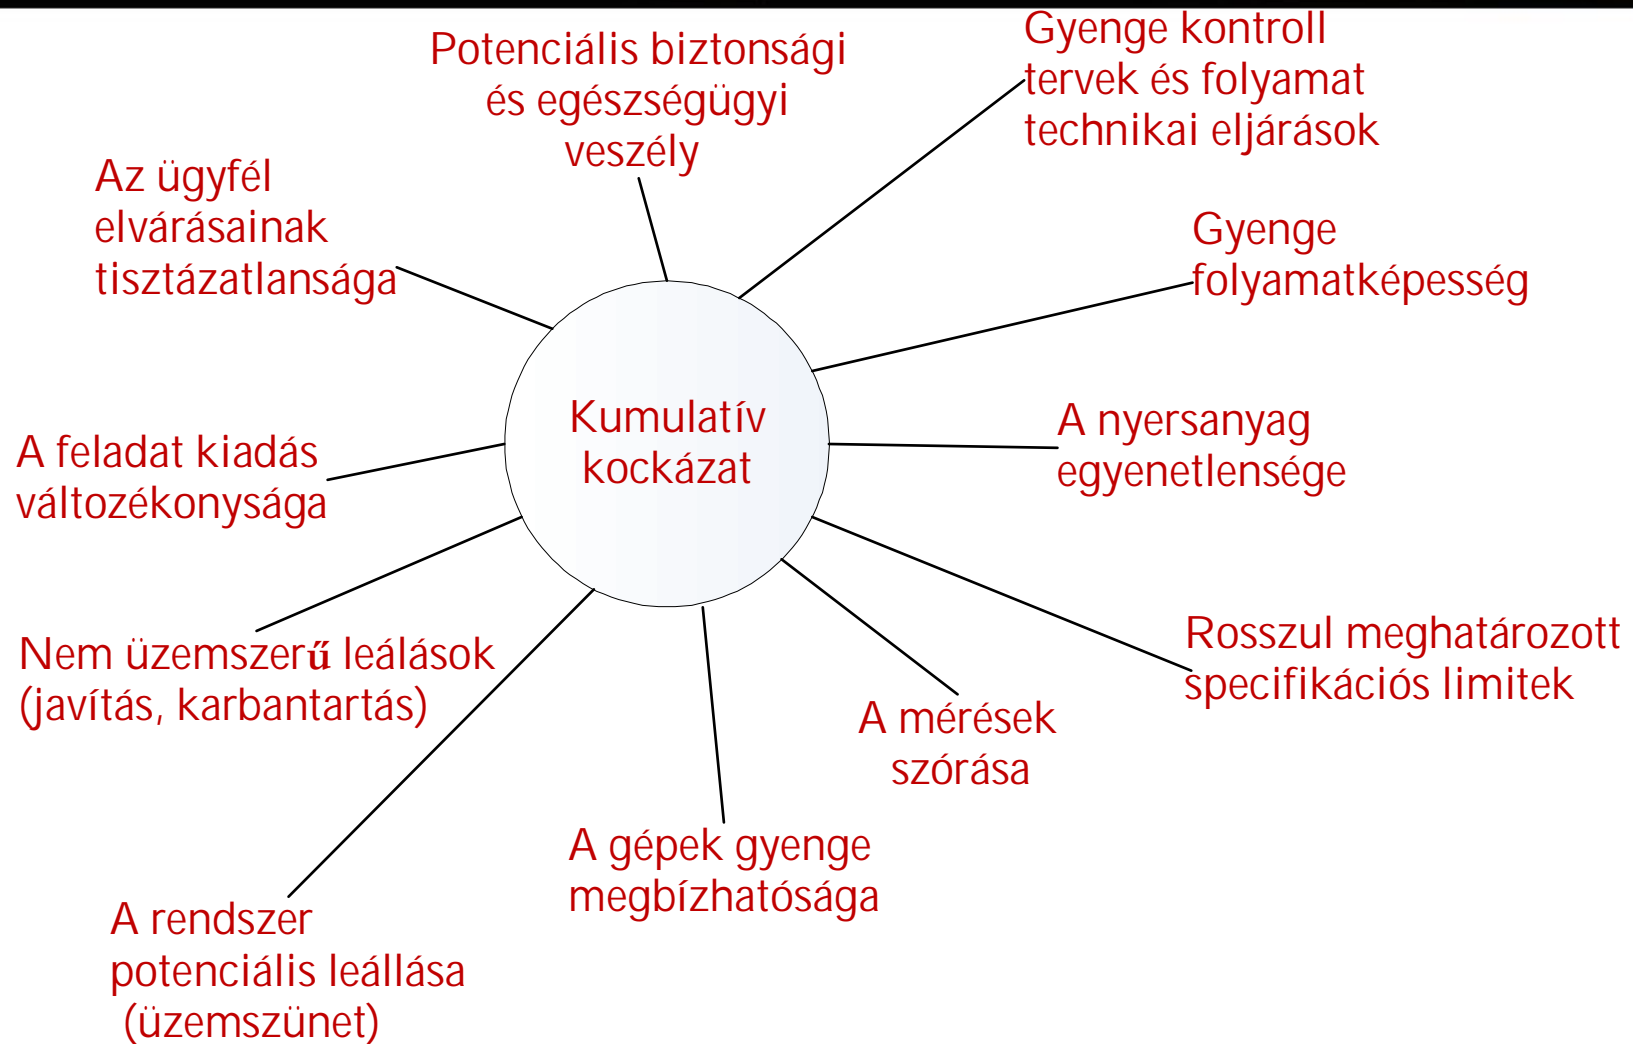 Potenciális biztonsági
és egészségügyi
veszély
Gyenge kontroll
tervek és folyamat
technikai eljárások
Az ügyfél
elvárásainak
tisztázatlansága
Gyenge
folyamatképesség
Kumulatív
kockázat
A nyersanyag
egyenetlensége
A feladat kiadás
változékonysága
Nem üzemszerű leálások
(javítás, karbantartás)
Rosszul meghatározott
specifikációs limitek
A mérések
szórása
A gépek gyenge
megbízhatósága
A rendszer
potenciális leállása
(üzemszünet)